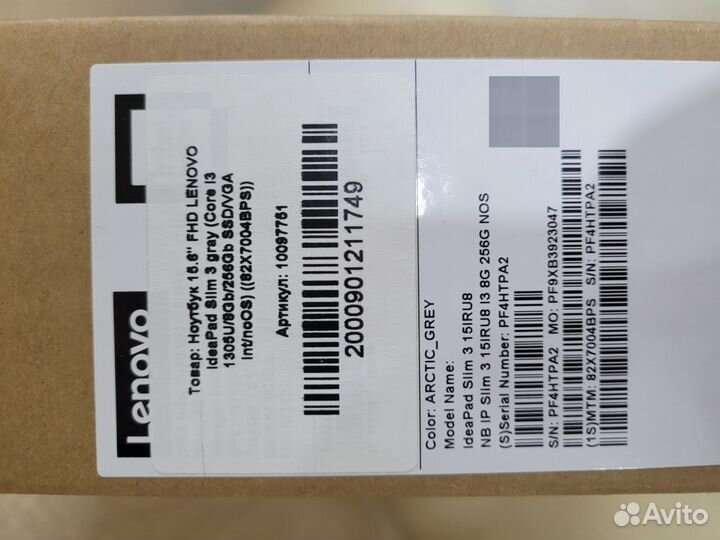 Lenovo
Товар: Ноутбук 15.6" FHD LENOVO
IdeaPad Slim 3 gray (Core i3
1305U/8Gb/256Gb SSD/VGA
int/noOS) ((82X7004BPS))
Артикул: 10097751
2000901211749
Color: ARCTIC_GREY
Model Name:
IdeaPad Slim 3 15IRU8
NB IP Slim 3 15IRU8 I3 8G 256G NOS
(S)Serial Number: PF4HTPA2
S/N: PF4HTPA2 MO: PF9XB3923047
(1S)MTM: 82X7004BPS S/N: PF4HTPA2
Avito